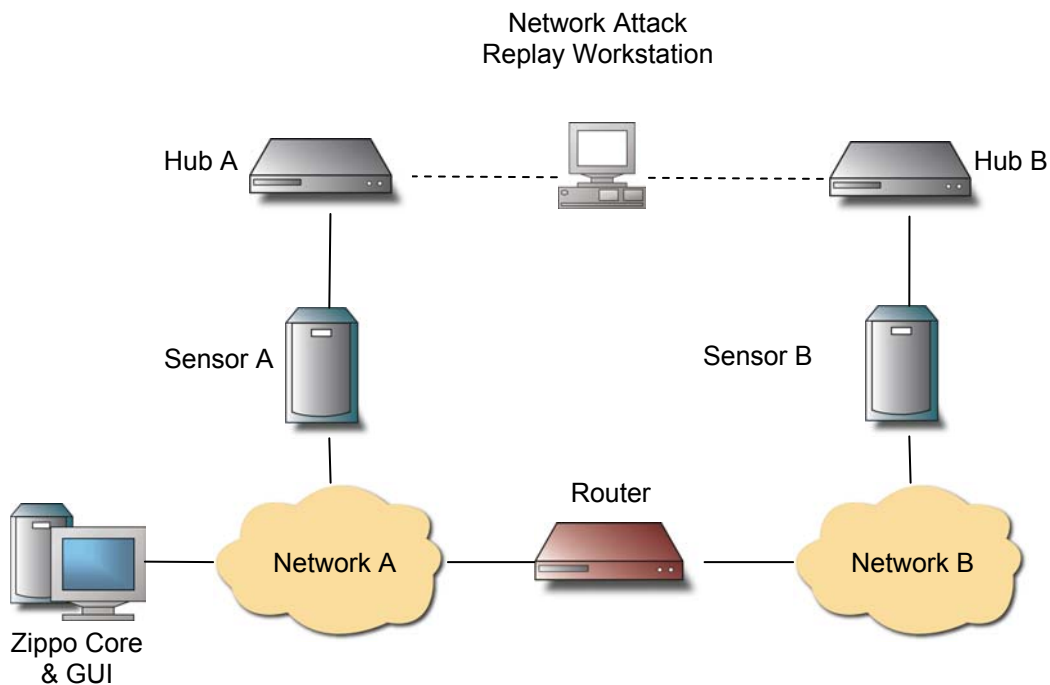 Network Attack
Replay Workstation
Hub A
Hub B
Sensor A
Sensor B
Router
Network A
Network B
Zippo Core
& GUI